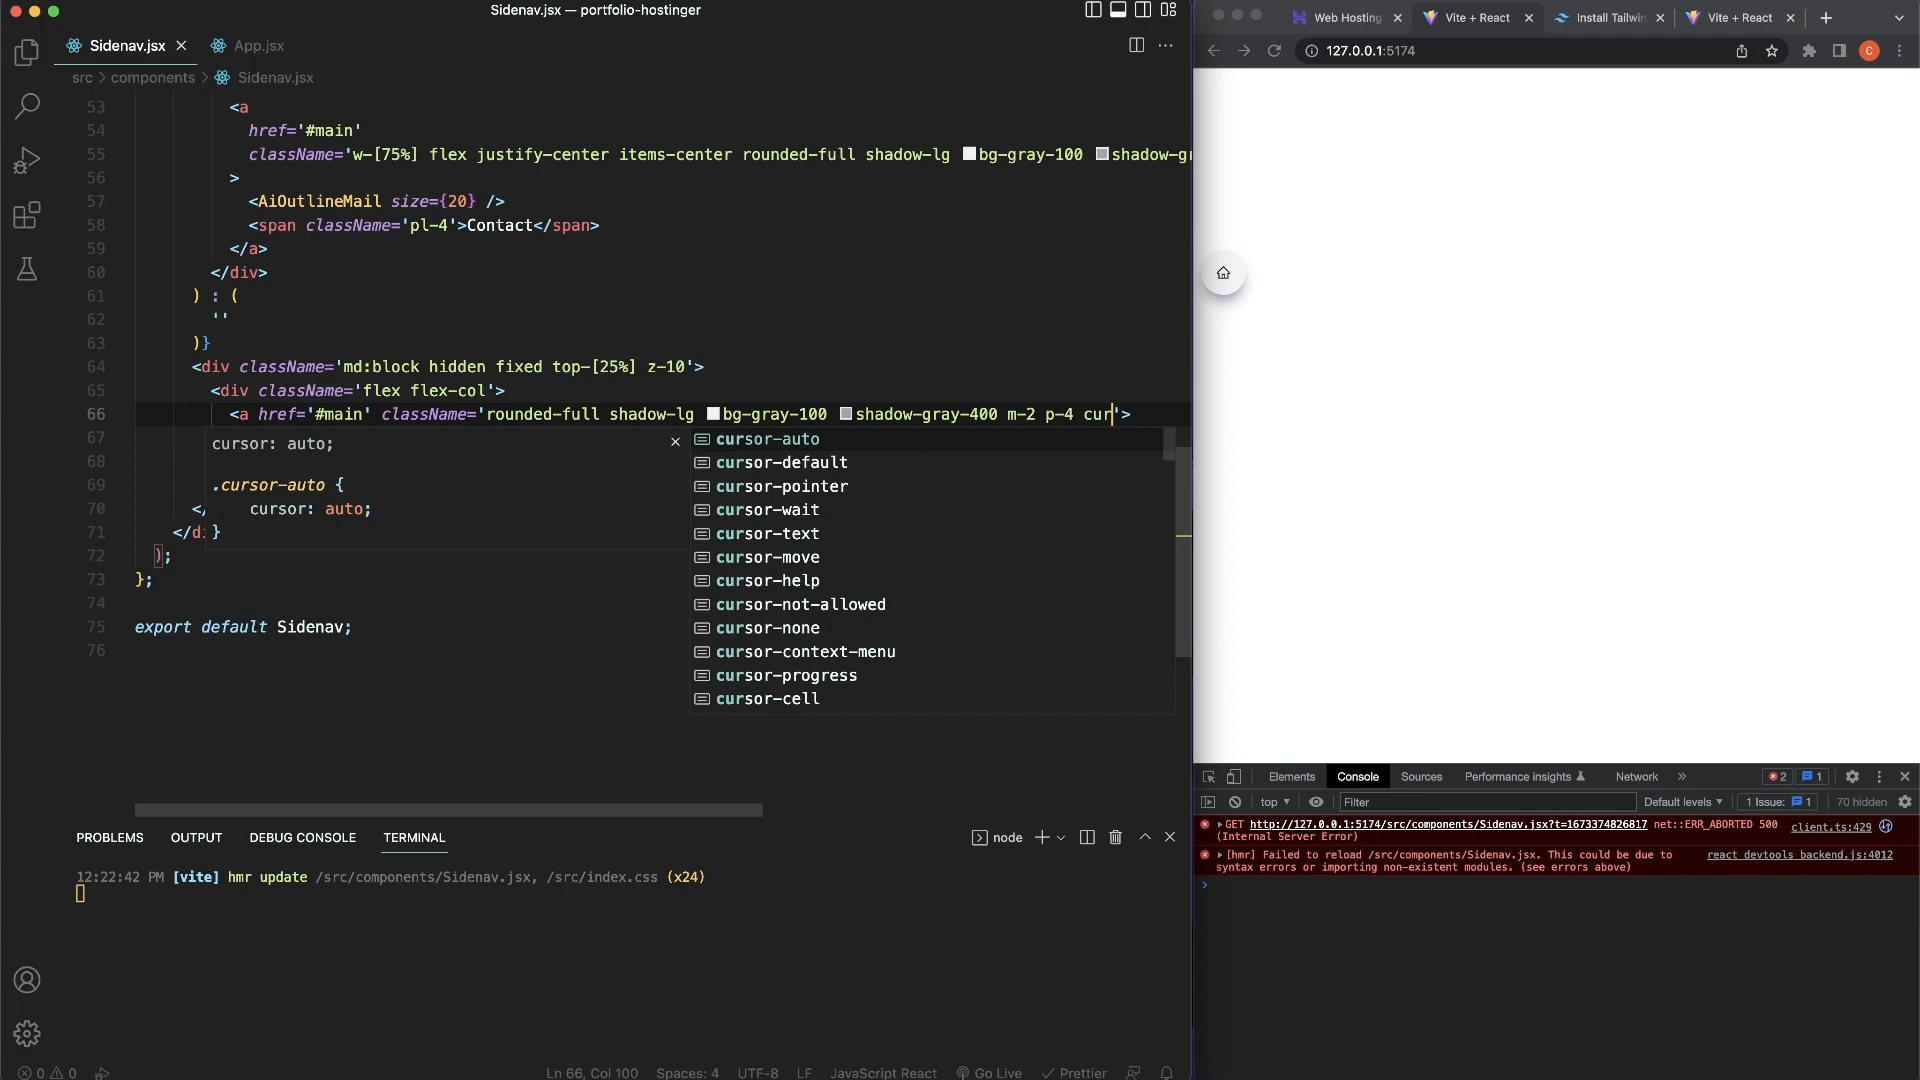 Sidenav.jsx — portfolio-hostinger
Sidenav.jsx
App.jsx
src > components > Sidenav.jsx
53 <a
54 href='#main'
55 className='w-[75%] flex justify-center items-center rounded-full shadow-lg bg-gray-100 shadow-gr
56 >
57 <AiOutlineMail size={20} />
58 <span className='pl-4'>Contact</span>
59 </a>
60 </div>
61 ) : (
62 ''
63 )}
64 <div className='md:block hidden fixed top-[25%] z-10'>
65 <div className='flex flex-col'>
66 <a href='#main' className='rounded-full shadow-lg bg-gray-100 shadow-gray-400 m-2 p-4 cur'>
67
68
69
70 </
71 </di
72 );
73 };
74
75 export default Sidenav;
76
cursor: auto;
.cursor-auto {
cursor: auto;
}
cursor-auto
cursor-default
cursor-pointer
cursor-wait
cursor-text
cursor-move
cursor-help
cursor-not-allowed
cursor-none
cursor-context-menu
cursor-progress
cursor-cell
PROBLEMS OUTPUT DEBUG CONSOLE TERMINAL
node
12:22:42 PM [vite] hmr update /src/components/Sidenav.jsx, /src/index.css (x24)
0 0
Ln 66, Col 100 Spaces: 4 UTF-8 LF JavaScript React Go Live Prettier
Web Hosting
Vite + React
Install Tailwin
Vite + React
127.0.0.1:5174
C
Elements Console Sources Performance insights Network 2 1
top Filter Default levels 1 Issue: 1 70 hidden
GET http://127.0.0.1:5174/src/components/Sidenav.jsx?t=1673374826817 net::ERR_ABORTED 500 client.ts:429
(Internal Server Error)
[hmr] Failed to reload /src/components/Sidenav.jsx. This could be due to react_devtools_backend.js:4012
syntax errors or importing non-existent modules. (see errors above)